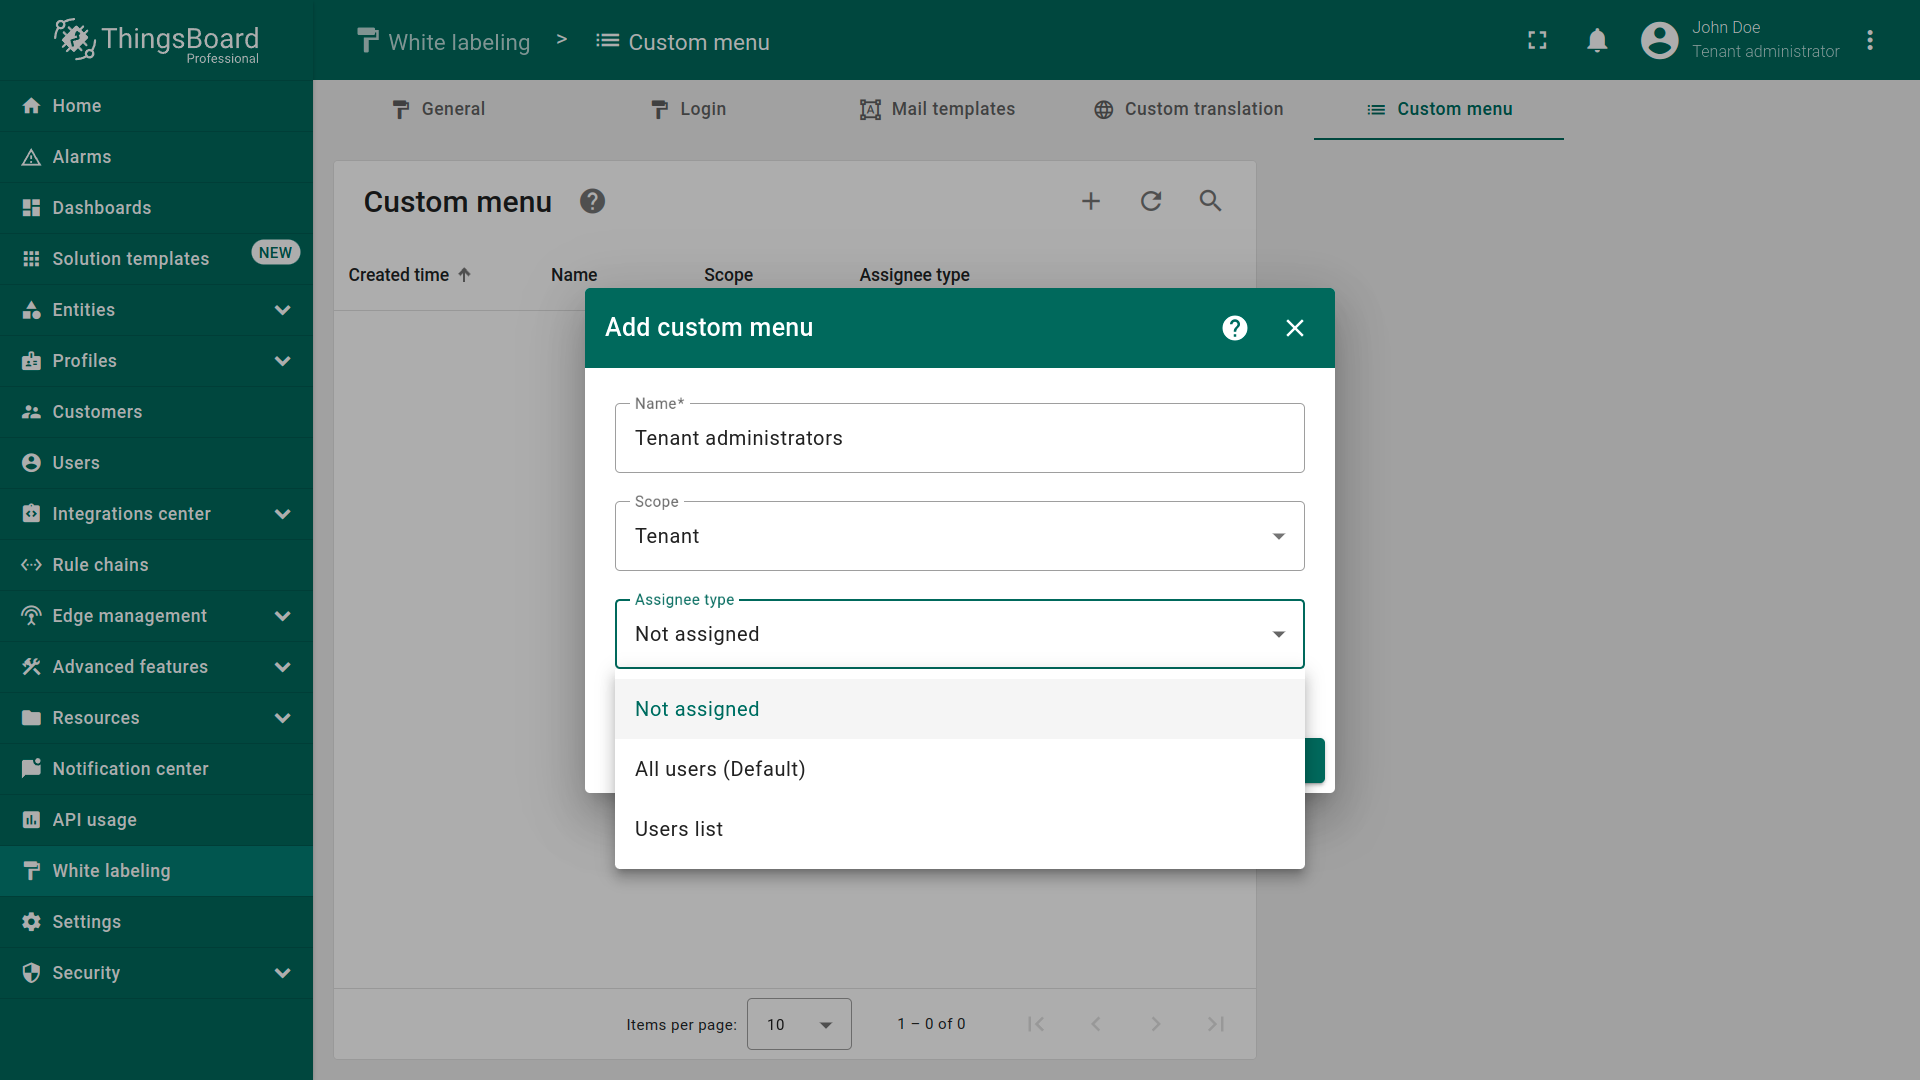 ThingsBoard
Professional
White labeling > Custom menu
John Doe
Tenant administrator
Home
Alarms
Dashboards
Solution templates NEW
Entities
Profiles
Customers
Users
Integrations center
Rule chains
Edge management
Advanced features
Resources
Notification center
API usage
White labeling
Settings
Security
General Login Mail templates Custom translation Custom menu
Custom menu
Created time Name Scope Assignee type
Add custom menu
Name*
Tenant administrators
Scope
Tenant
Assignee type
Not assigned
Not assigned
All users (Default)
Users list
Items per page: 10 1 – 0 of 0